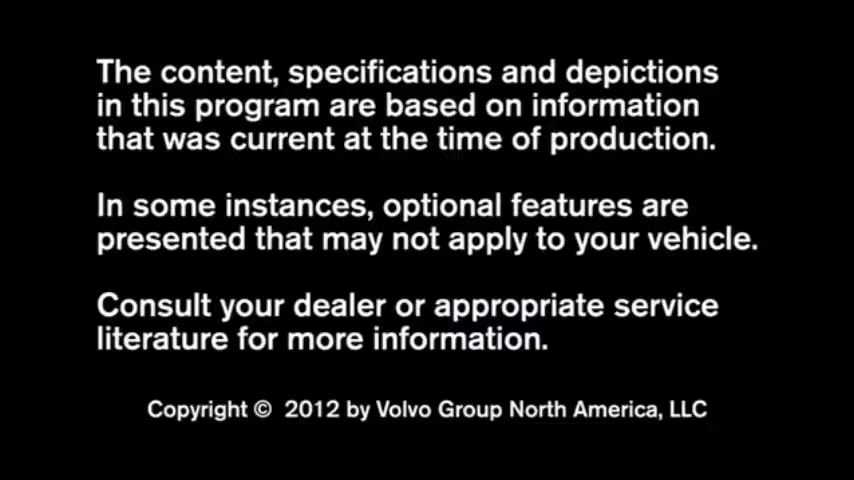 The content, specifications and depictions
in this program are based on information
that was current at the time of production.
In some instances, optional features are
presented that may not apply to your vehicle.
Consult your dealer or appropriate service
literature for more information.
Copyright © 2012 by Volvo Group North America, LLC